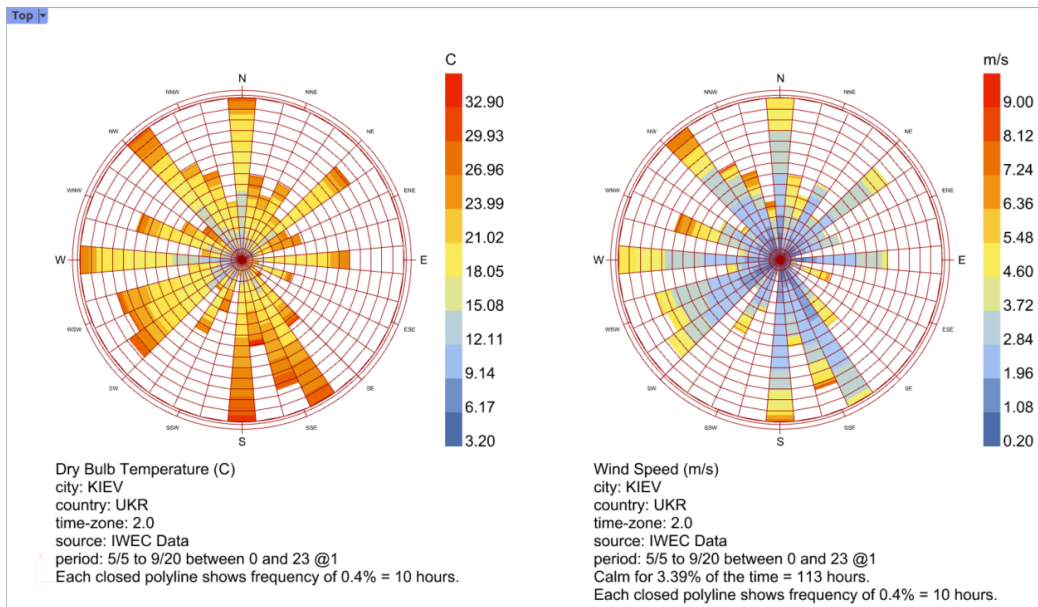 Top
C
m/s
N
NNE
NE
ENE
E
ESE
SE
SSE
S
SSW
SW
WSW
W
WNW
NW
NNW
32.90
29.93
26.96
23.99
21.02
18.05
15.08
12.11
9.14
6.17
3.20
N
NNE
NE
ENE
E
ESE
SE
SSE
S
SSW
SW
WSW
W
WNW
NW
NNW
9.00
8.12
7.24
6.36
5.48
4.60
3.72
2.84
1.96
1.08
0.20
Dry Bulb Temperature (C)
city: KIEV
country: UKR
time-zone: 2.0
source: IWEC Data
period: 5/5 to 9/20 between 0 and 23 @1
Each closed polyline shows frequency of 0.4% = 10 hours.
Wind Speed (m/s)
city: KIEV
country: UKR
time-zone: 2.0
source: IWEC Data
period: 5/5 to 9/20 between 0 and 23 @1
Calm for 3.39% of the time = 113 hours.
Each closed polyline shows frequency of 0.4% = 10 hours.
y